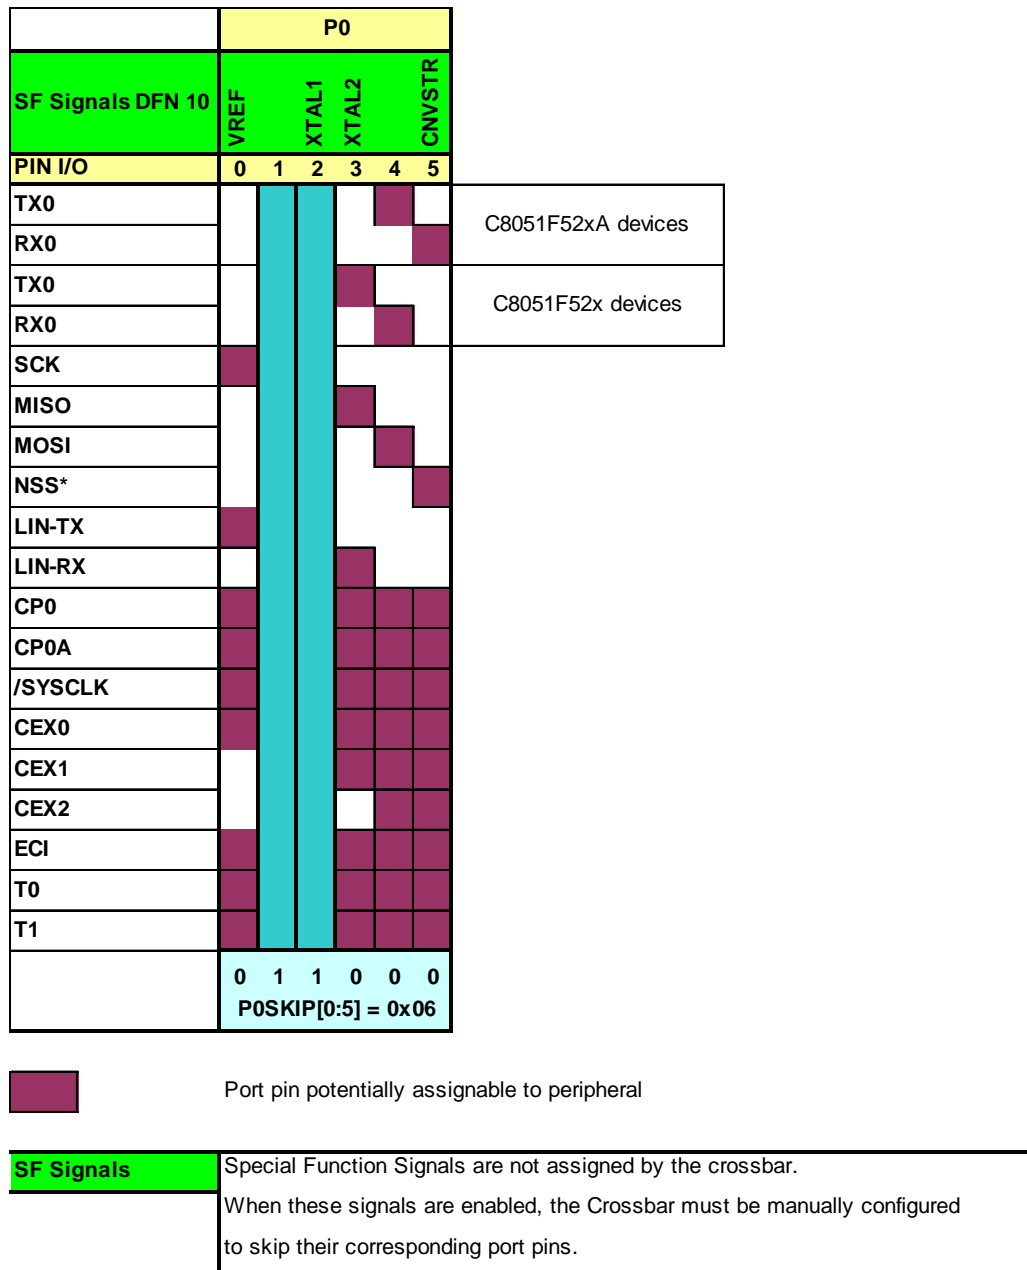 P0
SF Signals DFN 10 VREF XTAL1 XTAL2 CNVSTR
PIN I/O 0 1 2 3 4 5
TX0
C8051F52xA devices
RX0
TX0
C8051F52x devices
RX0
SCK
MISO
MOSI
NSS*
LIN-TX
LIN-RX
CP0
CP0A
/SYSCLK
CEX0
CEX1
CEX2
ECI
T0
T1
0 1 1 0 0 0
P0SKIP[0:5] = 0x06
Port pin potentially assignable to peripheral
SF Signals Special Function Signals are not assigned by the crossbar.
When these signals are enabled, the Crossbar must be manually configured
to skip their corresponding port pins.